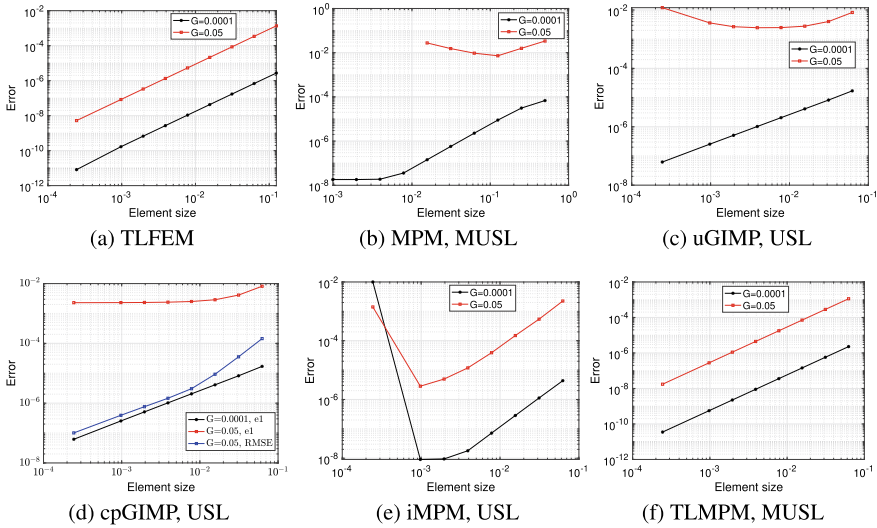 10^-2
10^-4
10^-6
10^-8
10^-10
10^-12
Error
10^-4
10^-3
10^-2
10^-1
Element size
G=0.0001
G=0.05
(a) TLFEM
10^0
10^-2
10^-4
10^-6
10^-8
Error
10^-3
10^-2
10^-1
10^0
Element size
G=0.0001
G=0.05
(b) MPM, MUSL
10^-2
10^-4
10^-6
10^-8
Error
10^-4
10^-3
10^-2
10^-1
Element size
G=0.0001
G=0.05
(c) uGIMP, USL
10^-2
10^-4
10^-6
10^-8
Error
10^-4
10^-3
10^-2
10^-1
Element size
G=0.0001, e1
G=0.05, e1
G=0.05, RMSE
(d) cpGIMP, USL
10^-2
10^-4
10^-6
10^-8
Error
10^-4
10^-3
10^-2
10^-1
Element size
G=0.0001
G=0.05
(e) iMPM, USL
10^-2
10^-4
10^-6
10^-8
10^-10
10^-12
Error
10^-4
10^-3
10^-2
10^-1
Element size
G=0.0001
G=0.05
(f) TLMPM, MUSL